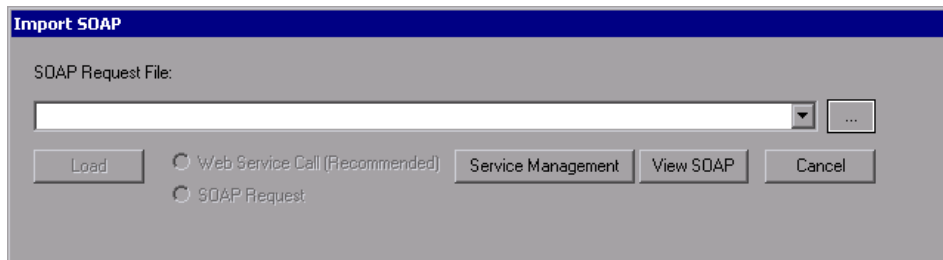 Import SOAP
SOAP Request File:
...
Load
Web Service Call (Recommended)
Service Management
View SOAP
Cancel
SOAP Request